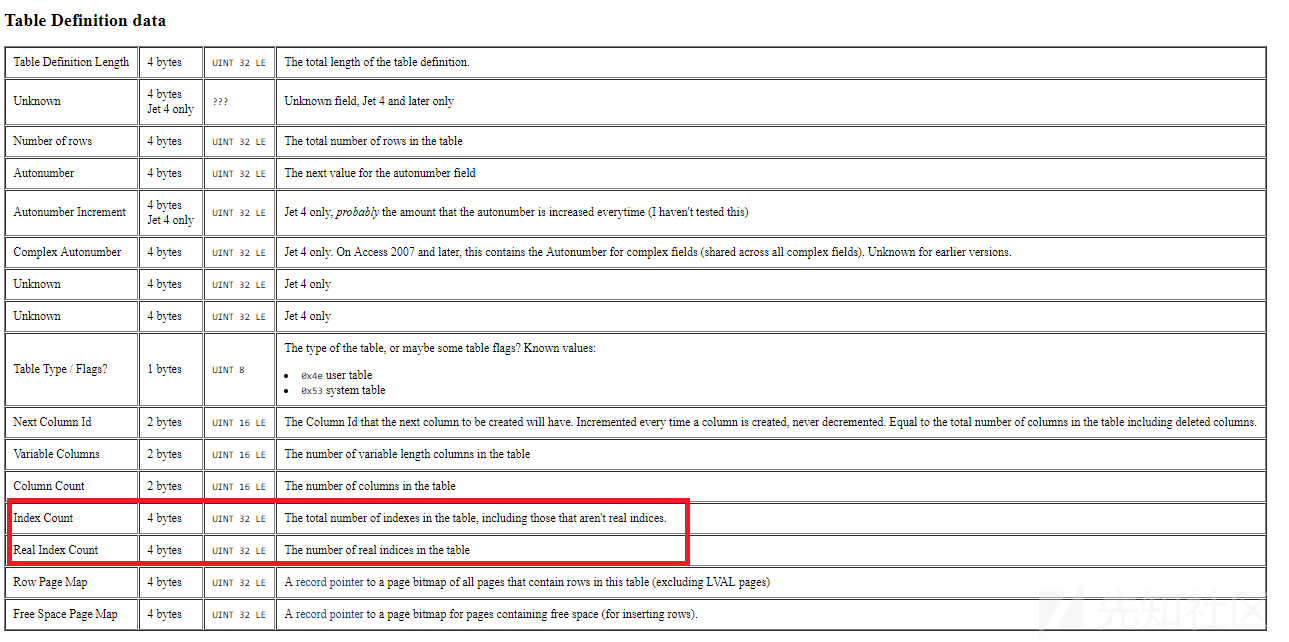 Table Definition data
Table Definition Length 4 bytes UINT 32 LE The total length of the table definition.
Unknown 4 bytes
Jet 4 only ??? Unknown field, Jet 4 and later only
Number of rows 4 bytes UINT 32 LE The total number of rows in the table
Autonumber 4 bytes UINT 32 LE The next value for the autonumber field
Autonumber Increment 4 bytes
Jet 4 only UINT 32 LE Jet 4 only, probably the amount that the autonumber is increased everytime (I haven't tested this)
Complex Autonumber 4 bytes UINT 32 LE Jet 4 only. On Access 2007 and later, this contains the Autonumber for complex fields (shared across all complex fields). Unknown for earlier versions.
Unknown 4 bytes UINT 32 LE Jet 4 only
Unknown 4 bytes UINT 32 LE Jet 4 only
Table Type / Flags? 1 bytes UINT 8 The type of the table, or maybe some table flags? Known values:
• 0x4e user table
• 0x53 system table
Next Column Id 2 bytes UINT 16 LE The Column Id that the next column to be created will have. Incremented every time a column is created, never decremented. Equal to the total number of columns in the table including deleted columns.
Variable Columns 2 bytes UINT 16 LE The number of variable length columns in the table
Column Count 2 bytes UINT 16 LE The number of columns in the table
Index Count 4 bytes UINT 32 LE The total number of indexes in the table, including those that aren't real indices.
Real Index Count 4 bytes UINT 32 LE The number of real indices in the table
Row Page Map 4 bytes UINT 32 LE A record pointer to a page bitmap of all pages that contain rows in this table (excluding LVAL pages)
Free Space Page Map 4 bytes UINT 32 LE A record pointer to a page bitmap for pages containing free space (for inserting rows).
先知社区